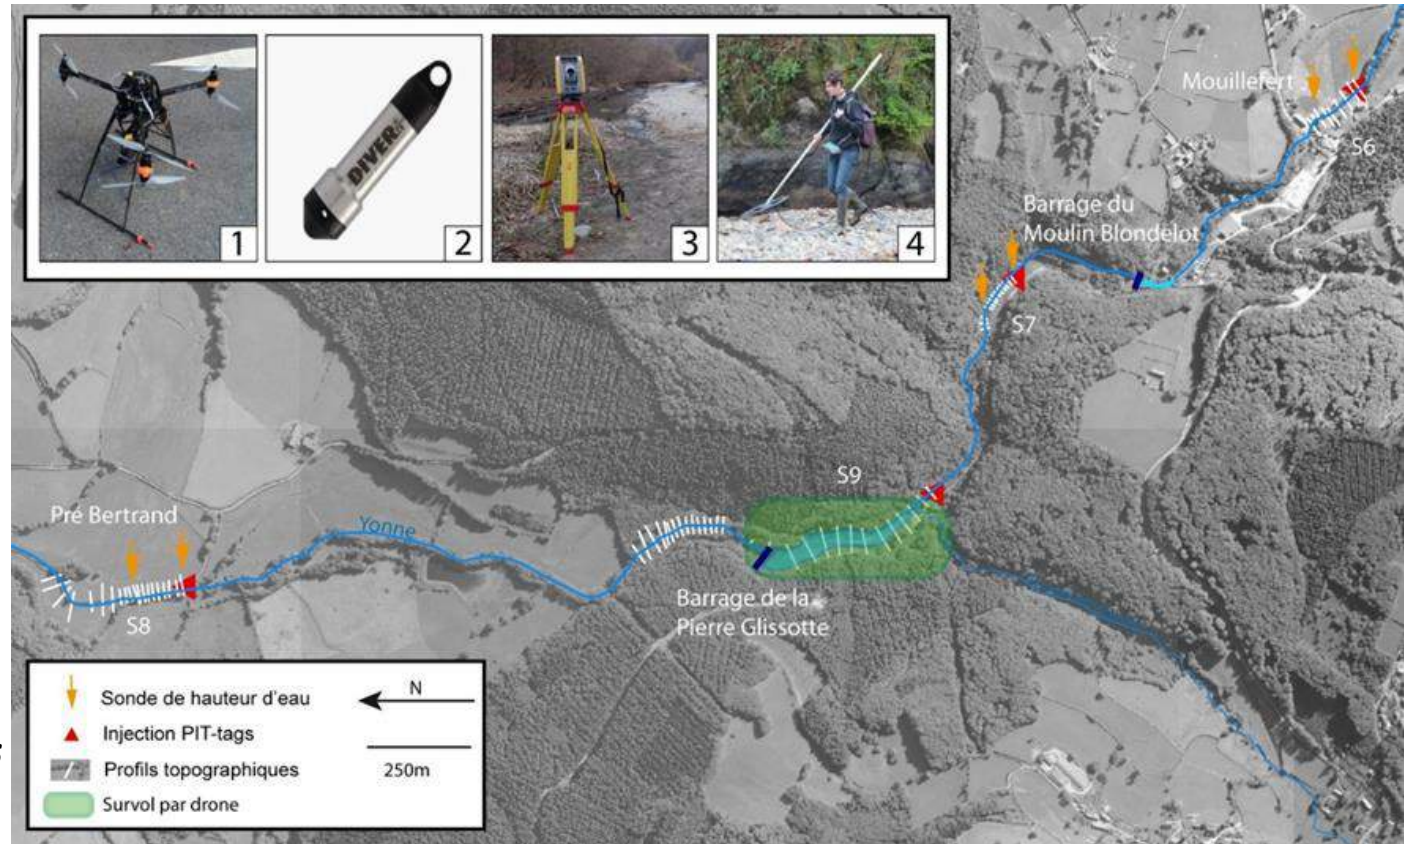 1
2
DIVER
3
4
Mouillefert
S6
Barrage du
Moulin Blondelot
S7
S9
Pré Bertrand
Yonne
S8
Barrage de la
Pierre Glissotte
Sonde de hauteur d'eau
N
Injection PIT-tags
Profils topographiques
250m
Survol par drone